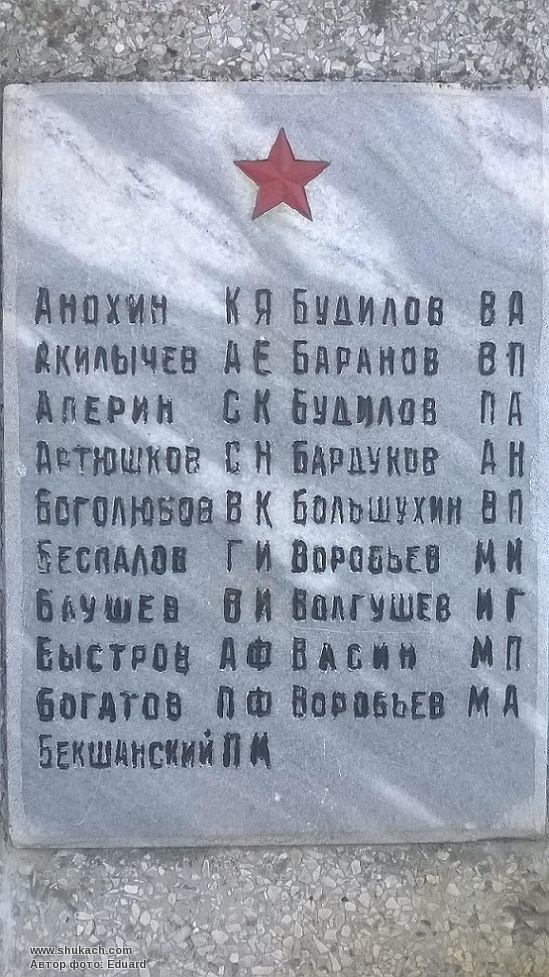 АНОХИН К Я БУДИЛОВ В А
АКИЛЫЧЕВ А Е БАРАНОВ В П
АПЕРИН С К БУДИЛОВ П А
АСТЮШКОВ С Н БАРДУКОВ А Н
БОГОЛЮБОВ В К БОЛЬШУХИН В П
БЕСПАЛОВ Г И ВОРОБЬЕВ М И
БАУШЕВ В И ВОЛГУШЕВ И Г
БЫСТРОВ А Ф ВАСИН М П
БОГАТОВ П Ф ВОРОБЬЕВ М А
БЕКШАНСКИЙ П М
www.shukach.com
Автор фото: Eduard